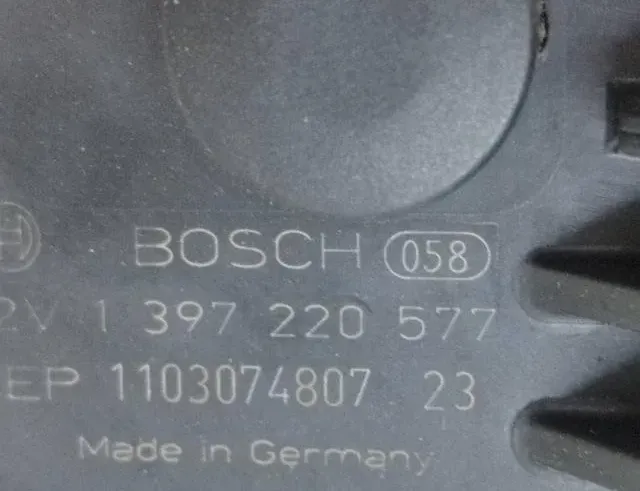 BOSCH 058
2V 1 397 220 577
EP 1103074807 23
Made in Germany